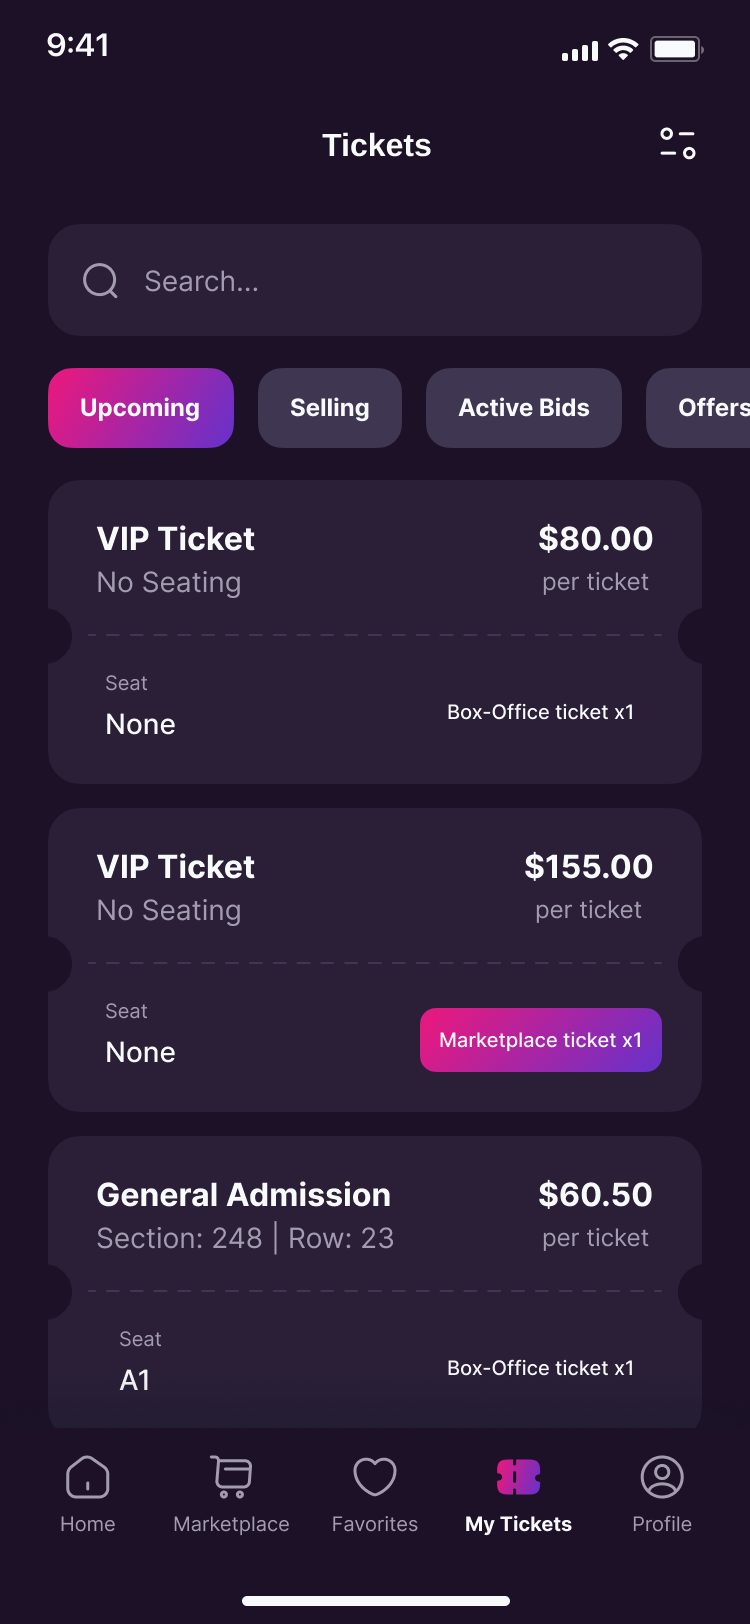 9:41
Tickets
Search...
Upcoming
Selling
Active Bids
Offers
VIP Ticket
$80.00
No Seating
per ticket
Seat
None
Box-Office ticket x1
VIP Ticket
$155.00
No Seating
per ticket
Seat
None
Marketplace ticket x1
General Admission
$60.50
Section: 248 | Row: 23
per ticket
Seat
A1
Box-Office ticket x1
Home
Marketplace
Favorites
My Tickets
Profile